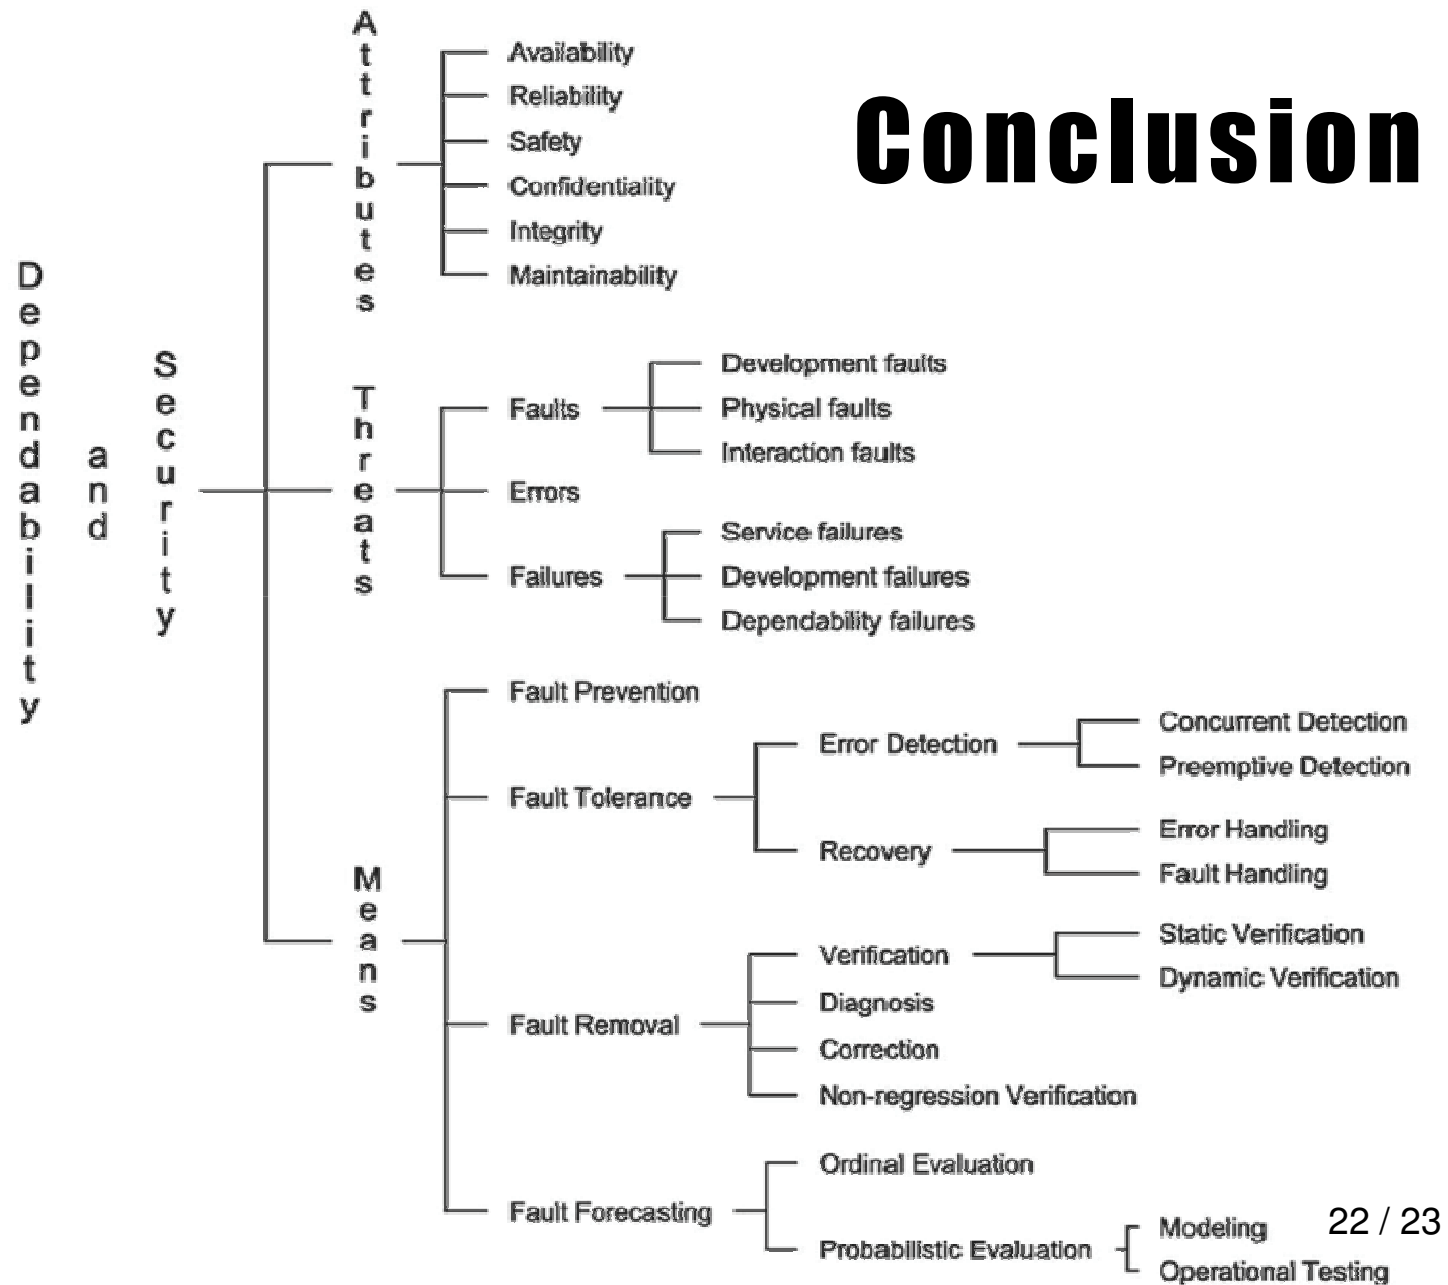 Conclusion
Dependability
and
Security
Attributes
Availability
Reliability
Safety
Confidentiality
Integrity
Maintainability
Threats
Faults
Development faults
Physical faults
Interaction faults
Errors
Failures
Service failures
Development failures
Dependability failures
Means
Fault Prevention
Fault Tolerance
Error Detection
Concurrent Detection
Preemptive Detection
Recovery
Error Handling
Fault Handling
Fault Removal
Verification
Static Verification
Dynamic Verification
Diagnosis
Correction
Non-regression Verification
Fault Forecasting
Ordinal Evaluation
Probabilistic Evaluation
Modeling
Operational Testing
22 / 23